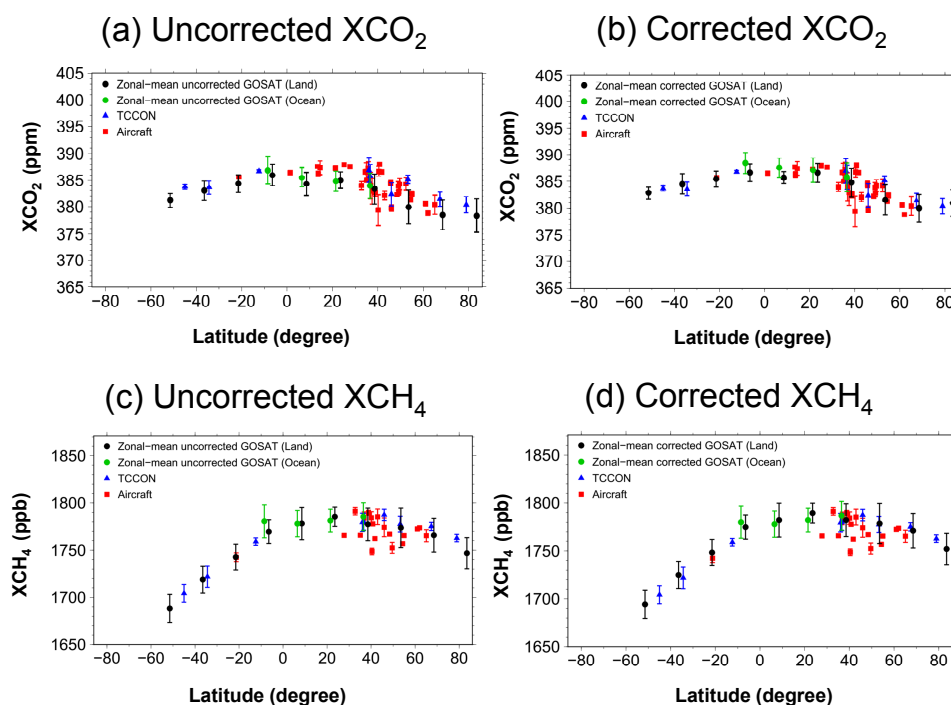 (a) Uncorrected XCO₂
405
400
395
390
385
380
375
370
365
XCO₂ (ppm)
Zonal−mean uncorrected GOSAT (Land)
Zonal−mean uncorrected GOSAT (Ocean)
TCCON
Aircraft
−80 −60 −40 −20 0 20 40 60 80
Latitude (degree)
(b) Corrected XCO₂
405
400
395
390
385
380
375
370
365
XCO₂ (ppm)
Zonal−mean corrected GOSAT (Land)
Zonal−mean corrected GOSAT (Ocean)
TCCON
Aircraft
−80 −60 −40 −20 0 20 40 60 80
Latitude (degree)
(c) Uncorrected XCH₄
1850
1800
1750
1700
1650
XCH₄ (ppb)
Zonal−mean uncorrected GOSAT (Land)
Zonal−mean uncorrected GOSAT (Ocean)
TCCON
Aircraft
−80 −60 −40 −20 0 20 40 60 80
Latitude (degree)
(d) Corrected XCH₄
1850
1800
1750
1700
1650
XCH₄ (ppb)
Zonal−mean corrected GOSAT (Land)
Zonal−mean corrected GOSAT (Ocean)
TCCON
Aircraft
−80 −60 −40 −20 0 20 40 60 80
Latitude (degree)